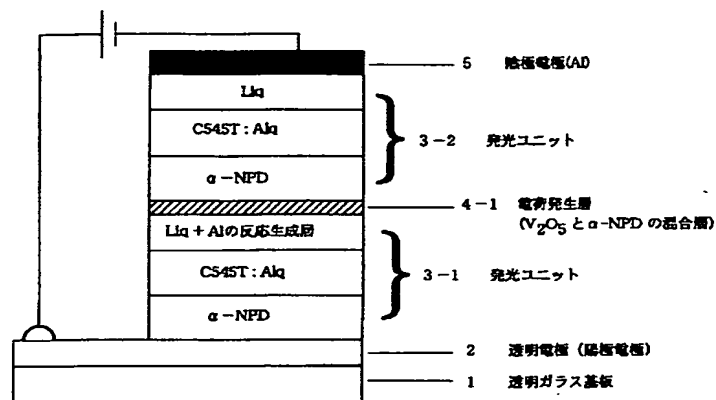 5 陰極電極(Al)
Liq
C545T : Alq
3-2 発光ユニット
α-NPD
4-1 電荷発生層
(V2O5 とα-NPD の混合層)
Liq + Alの反応生成層
C545T: Alq
3-1 発光ユニット
α-NPD
2 透明電極 (陽極電極)
1 透明ガラス基板